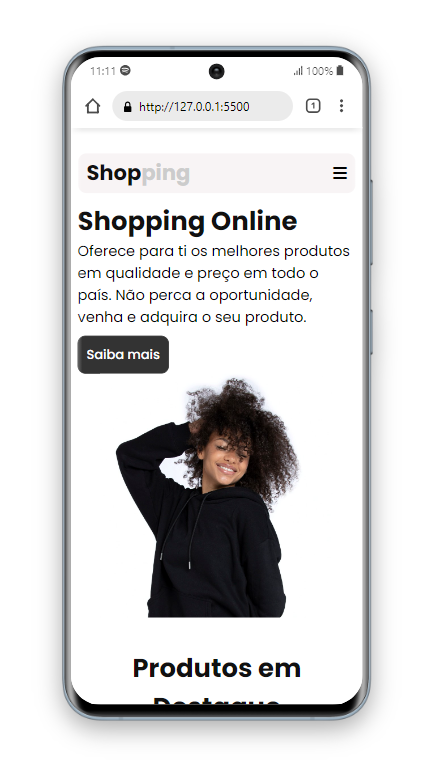 11:11 100%
http://127.0.0.1:5500 1
Shopping
Shopping Online
Oferece para ti os melhores produtos
em qualidade e preço em todo o
país. Não perca a oportunidade,
venha e adquira o seu produto.
Saiba mais
Produtos em
Destaque